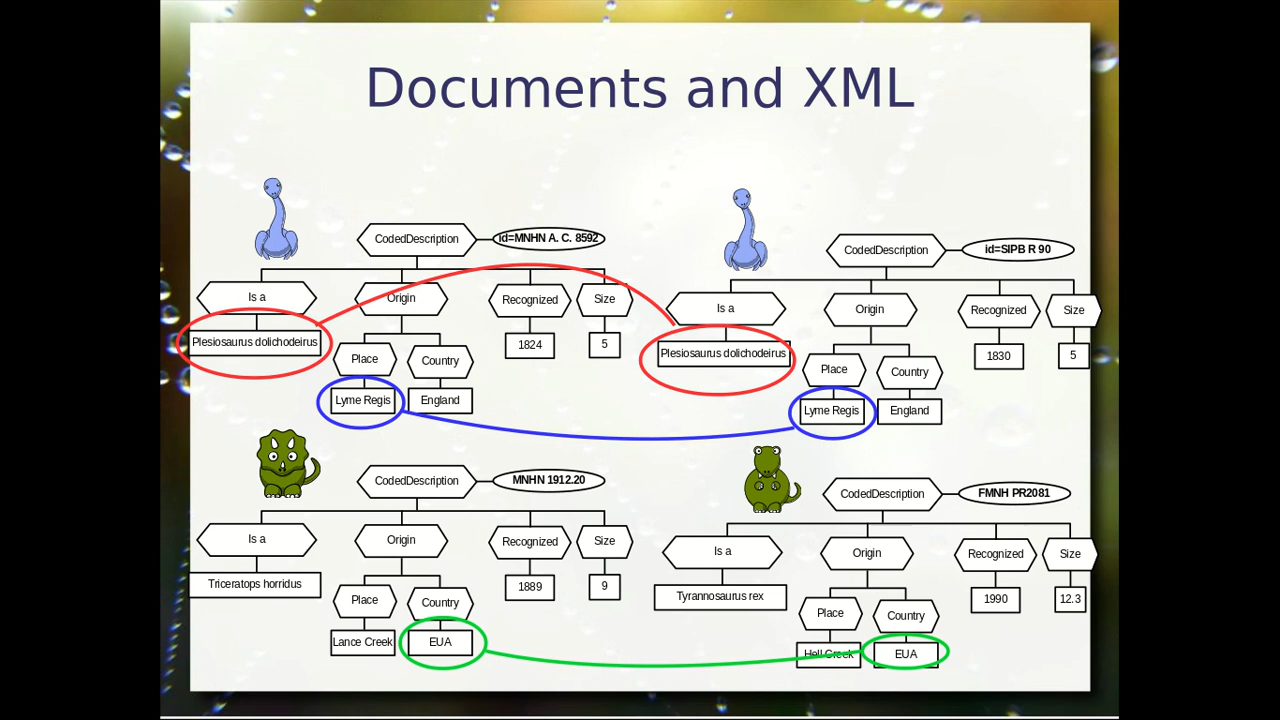 Documents and XML
CodedDescription
id=MNHN A. C. 8592
Is a
Origin
Recognized
Size
Plesiosaurus dolichodeirus
1824
5
Place
Country
Lyme Regis
England
CodedDescription
id=SIPB R 90
Is a
Origin
Recognized
Size
Plesiosaurus dolichodeirus
1830
5
Place
Country
Lyme Regis
England
CodedDescription
MNHN 1912.20
Is a
Origin
Recognized
Size
Triceratops horridus
1889
9
Place
Country
Lance Creek
EUA
CodedDescription
FMNH PR2081
Is a
Origin
Recognized
Size
Tyrannosaurus rex
1990
12.3
Place
Country
Hell Creek
EUA